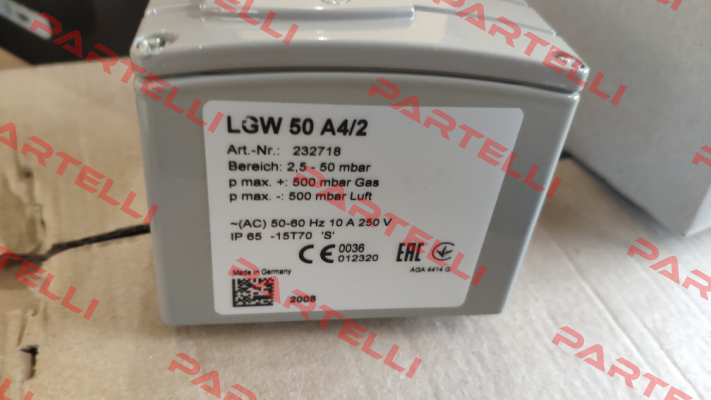 LGW 50 A4/2
Art.-Nr.: 232718
Bereich: 2,5 - 50 mbar
p max. +: 500 mbar Gas
p max. -: 500 mbar Luft
~(AC) 50-60 Hz 10 A 250 V
IP 65 -15T70 'S'
CE 0036
012320
EAC
AGA 4414 G
Made in Germany
2008
PARTELLI
PARTELLI
PARTELLI
PARTELLI
PARTELLI
PARTELLI
PARTELLI